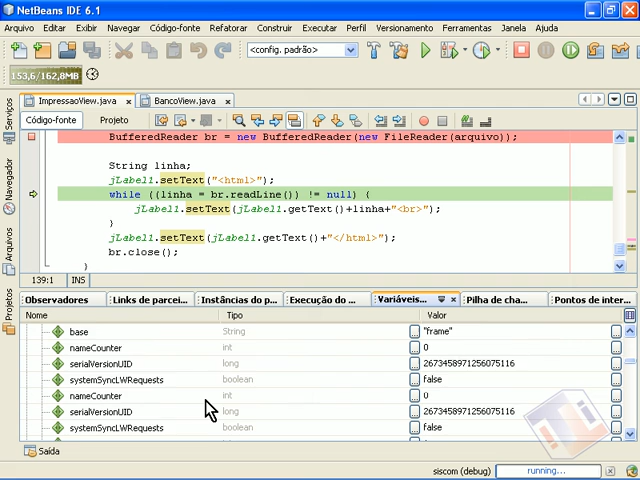 NetBeans IDE 6.1
Arquivo Editar Exibir Navegar Código-fonte Refatorar Construir Executar Perfil Versionamento Ferramentas Janela Ajuda
<config. padrão>
153,6/162,8MB
ImpressaoView.java x BancoView.java x
Código-fonte Projeto
BufferedReader br = new BufferedReader(new FileReader(arquivo));
String linha;
jLabel1.setText("<html>");
while ((linha = br.readLine()) != null) {
jLabel1.setText(jLabel1.getText()+linha+"<br>");
}
jLabel1.setText(jLabel1.getText()+"</html>");
br.close();
}
139:1 INS
Serviços
Navegador
Arquivos
Projetos
Observadores Links de parcei... Instâncias do p... Execução do ... Variáveis... x Pilha de cha... Pontos de inter...
Nome Tipo Valor
base String ... "frame" ...
nameCounter int ... 0 ...
serialVersionUID long ... 2673458971256075116 ...
systemSyncLWRequests boolean ... false ...
nameCounter int ... 0 ...
serialVersionUID long ... 2673458971256075116 ...
systemSyncLWRequests boolean ... false ...
Saída
siscom (debug) running...